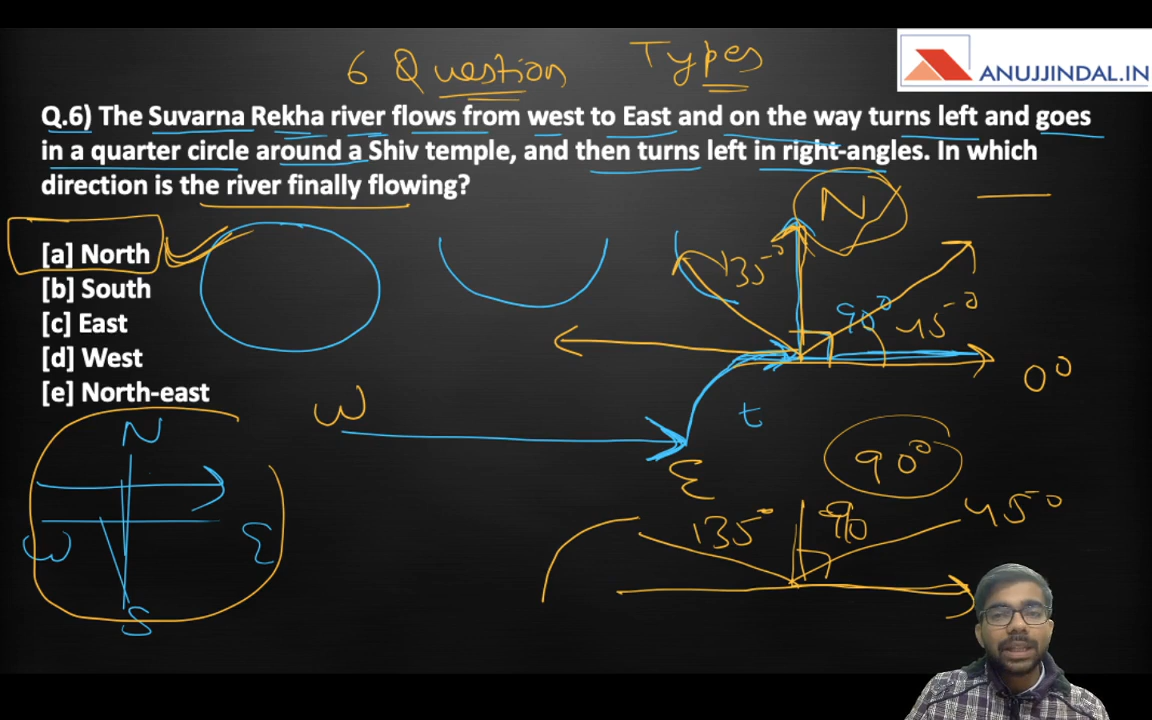 6 Question Types
ANUJJINDAL.IN
Q.6) The Suvarna Rekha river flows from west to East and on the way turns left and goes
in a quarter circle around a Shiv temple, and then turns left in right-angles. In which
direction is the river finally flowing?
N
[a] North
135°
[b] South
90°
45°
[c] East
[d] West
0°
[e] North-east
W
t
N
90°
E
135°
90
45°
W
E
S